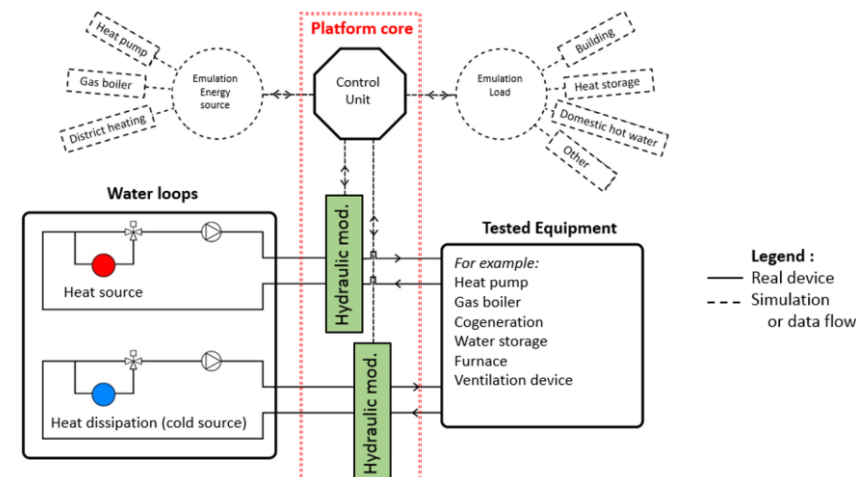 Platform core
Heat pump
Gas boiler
District heating
Emulation
Energy
source
Control
Unit
Emulation
Load
Building
Heat storage
Domestic hot water
Other
Water loops
Heat source
Heat dissipation (cold source)
Hydraulic mod.
Hydraulic mod.
Tested Equipment
For example:
Heat pump
Gas boiler
Cogeneration
Water storage
Furnace
Ventilation device
Legend :
Real device
Simulation
or data flow